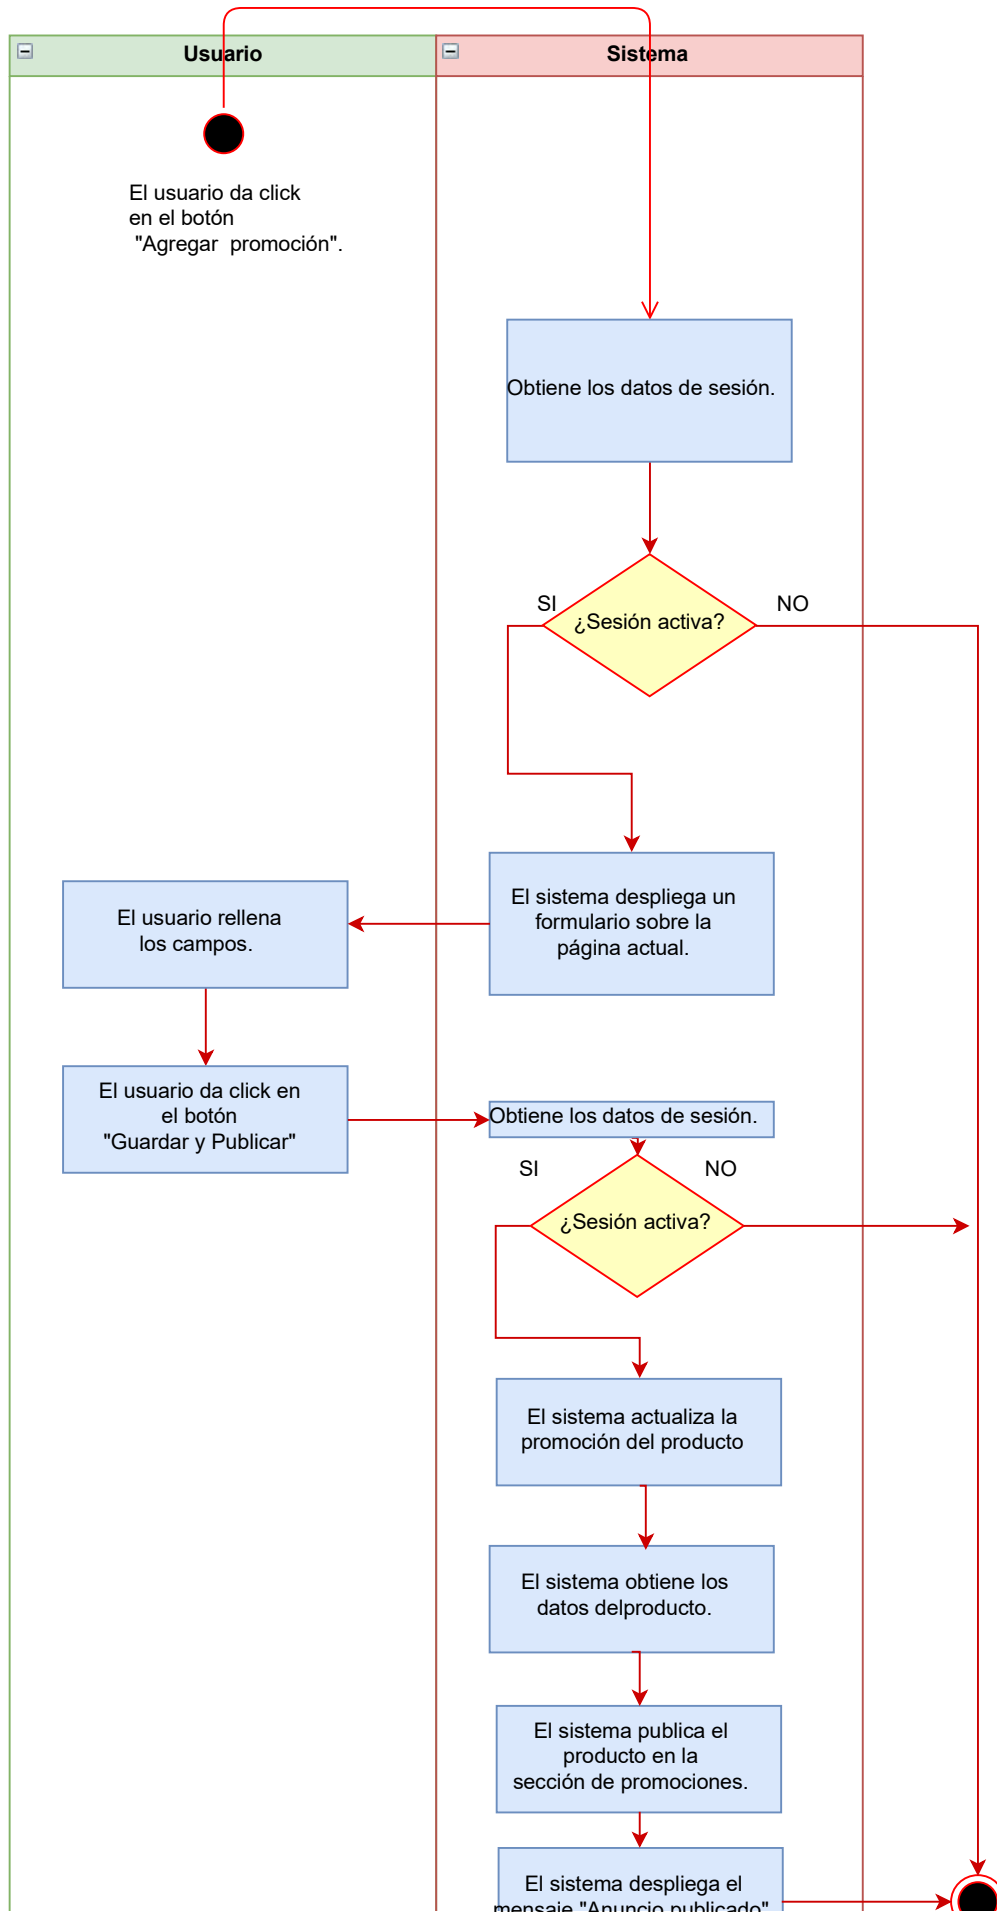 Usuario
Sistema
El usuario da click
en el botón
"Agregar promoción".
Obtiene los datos de sesión.
SI
¿Sesión activa?
NO
El sistema despliega un
formulario sobre la
página actual.
El usuario rellena
los campos.
El usuario da click en
el botón
"Guardar y Publicar"
Obtiene los datos de sesión.
SI
NO
¿Sesión activa?
El sistema actualiza la
promoción del producto
El sistema obtiene los
datos delproducto.
El sistema publica el
producto en la
sección de promociones.
El sistema despliega el
mensaje "Anuncio publicado"